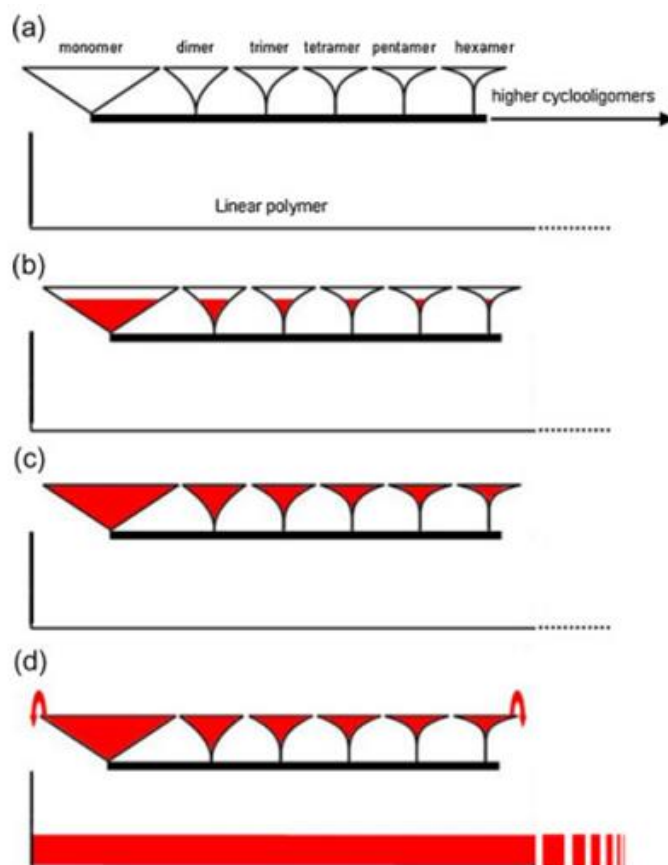 (a)
monomer dimer trimer tetramer pentamer hexamer
higher cyclooligomers
Linear polymer
(b)
(c)
(d)